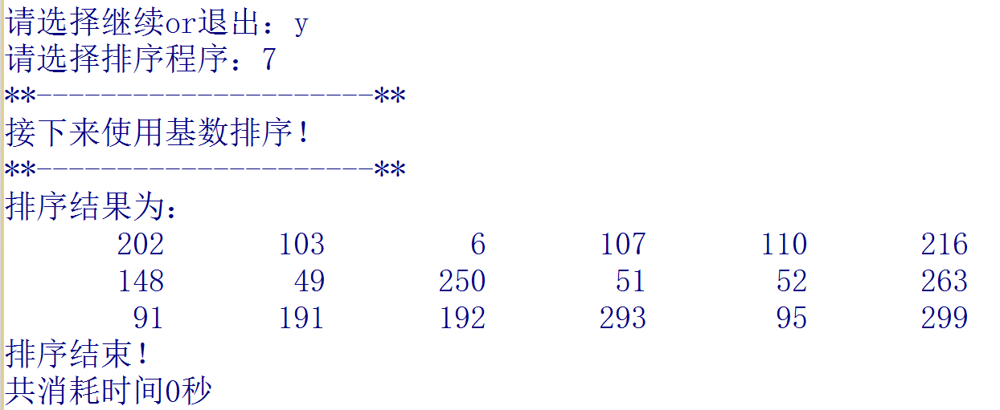 请选择继续or退出：y
请选择排序程序：7
**---------------------**
接下来使用基数排序！
**---------------------**
排序结果为：
202 103 6 107 110 216
148 49 250 51 52 263
91 191 192 293 95 299
排序结束！
共消耗时间0秒